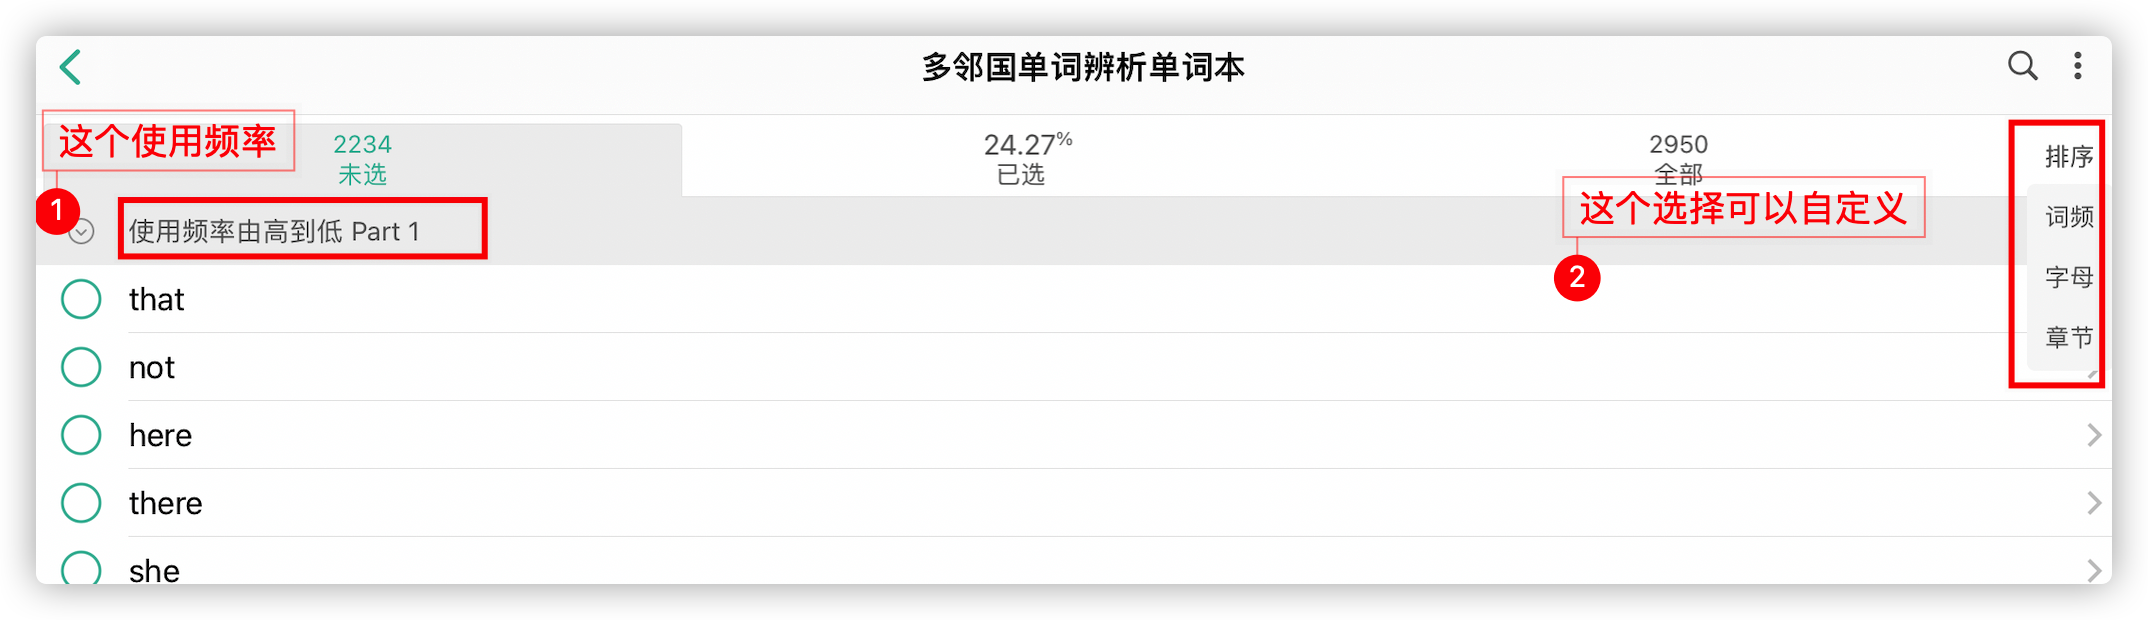 多邻国单词辨析单词本
这个使用频率
2234
未选
24.27%
已选
2950
全部
排序
1
使用频率由高到低 Part 1
这个选择可以自定义
2
词频
字母
章节
that
not
here
there
she